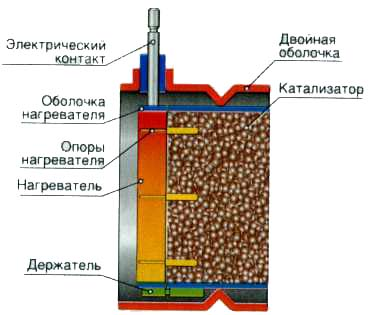 Электрический
контакт
Двойная
оболочка
Катализатор
Оболочка
нагревателя
Опоры
нагревателя
Нагреватель
Держатель